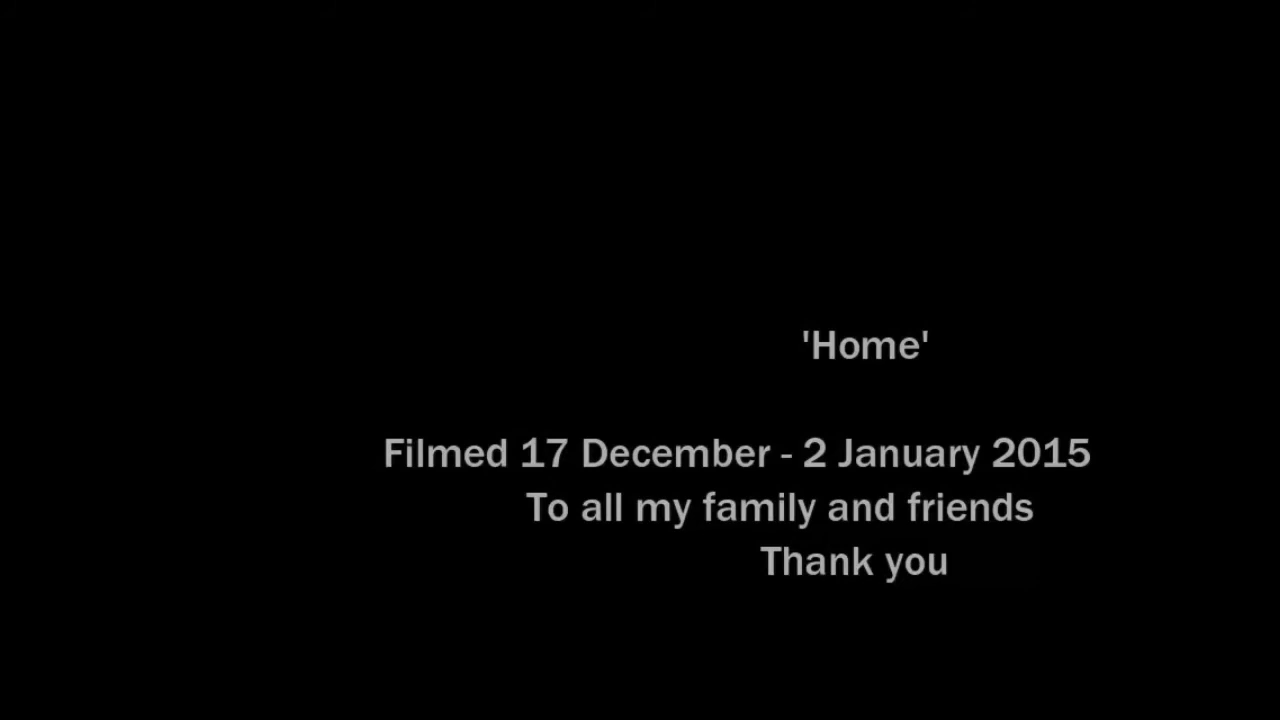 'Home'
Filmed 17 December - 2 January 2015
To all my family and friends
Thank you